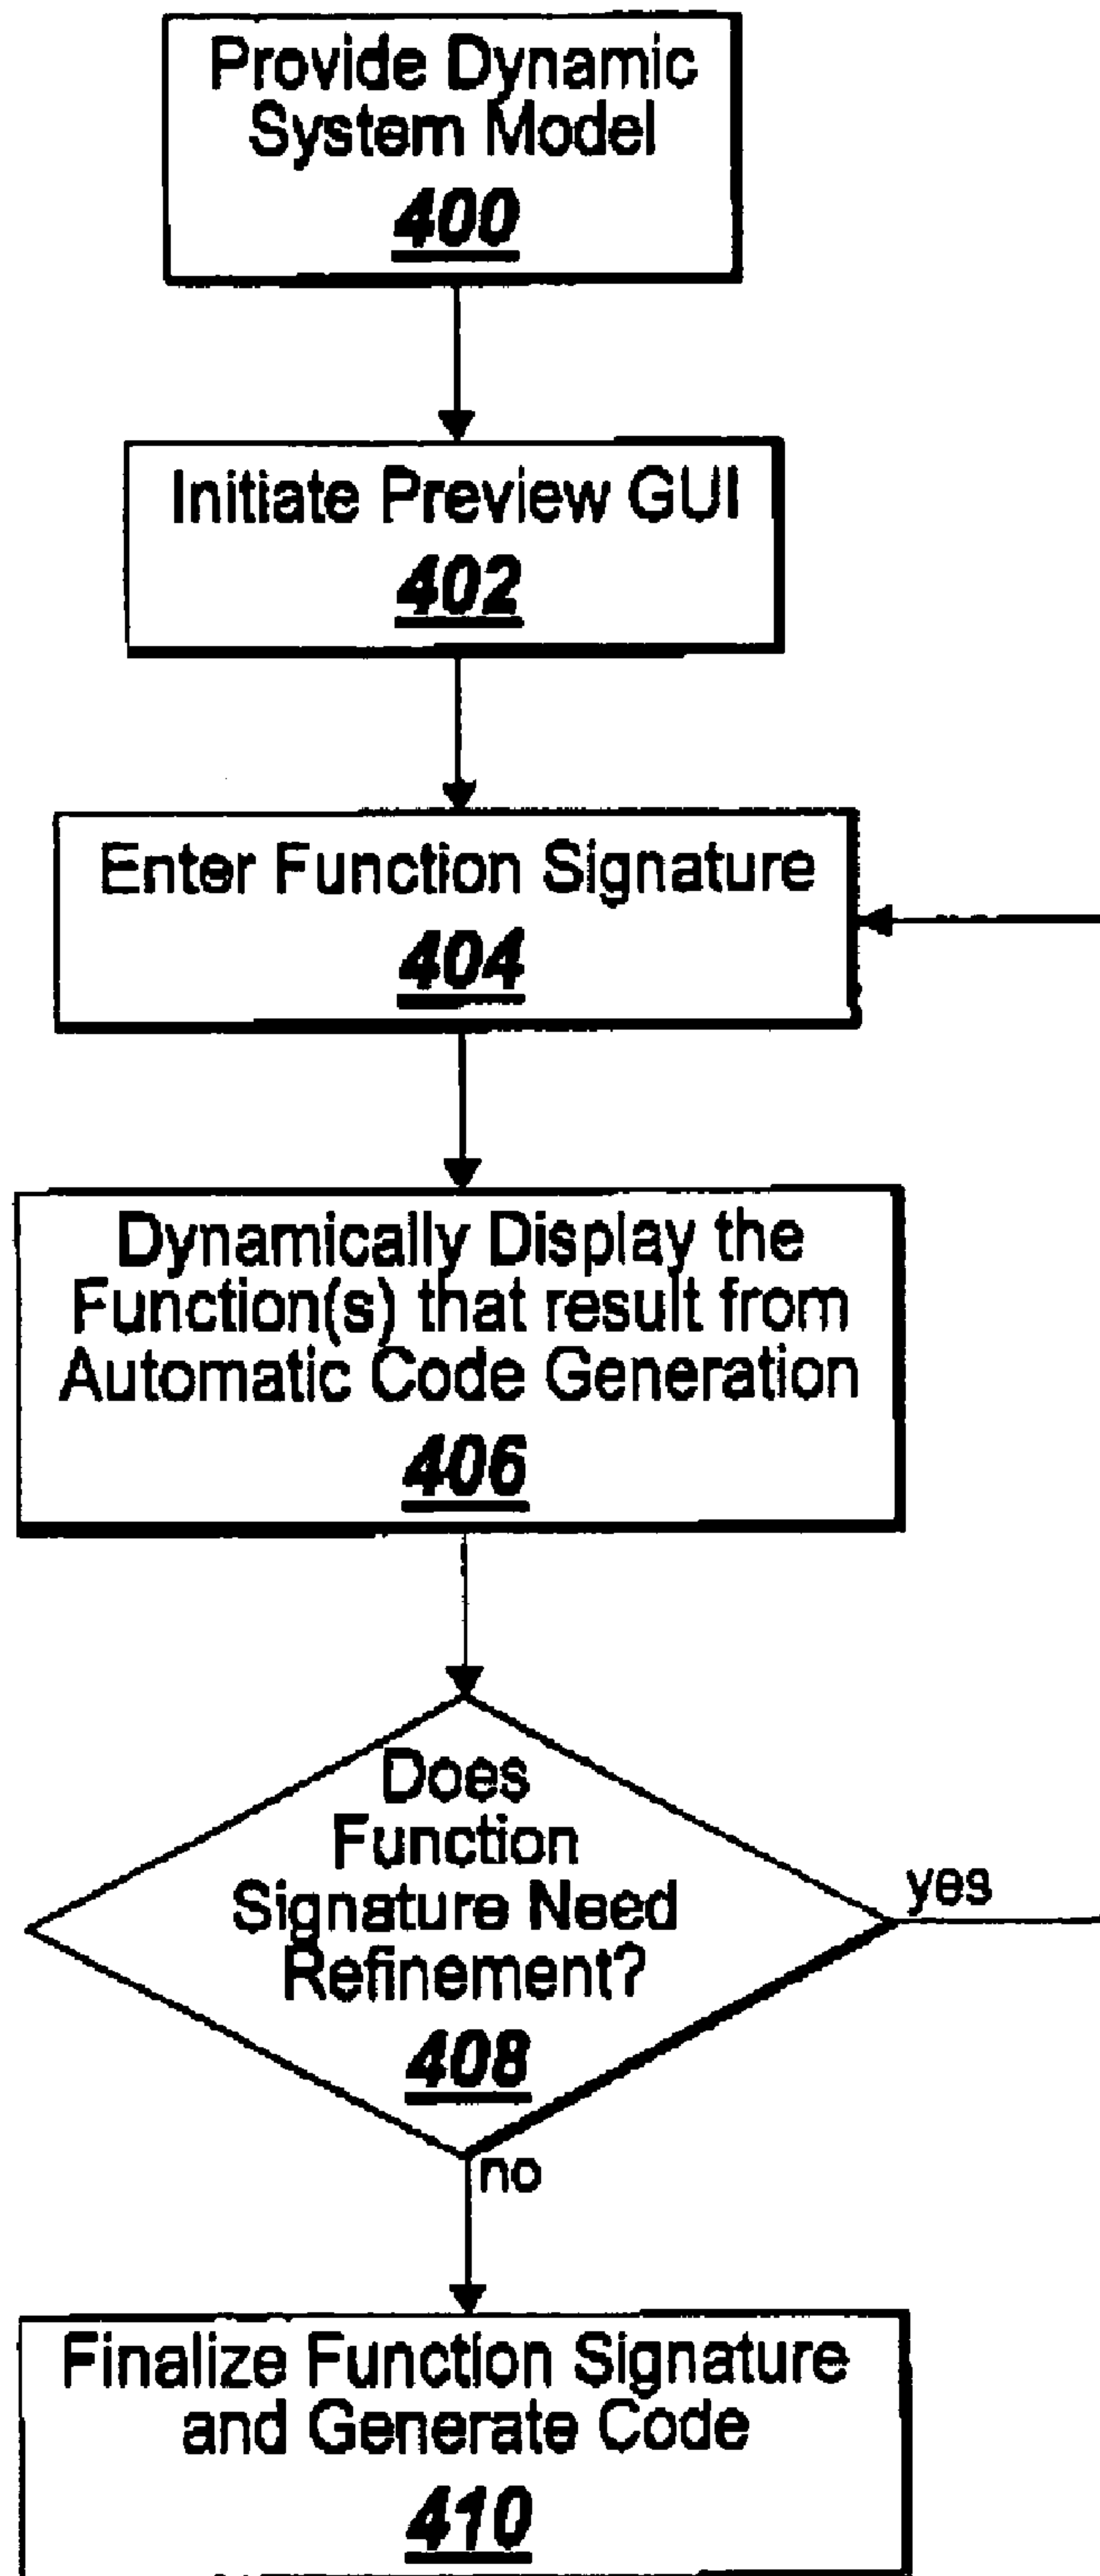 Provide Dynamic
System Model
400
Initiate Preview GUI
402
Enter Function Signature
404
Dynamically Display the
Function(s) that result from
Automatic Code Generation
406
Does
Function
Signature Need
Refinement?
408
yes
no
Finalize Function Signature
and Generate Code
410